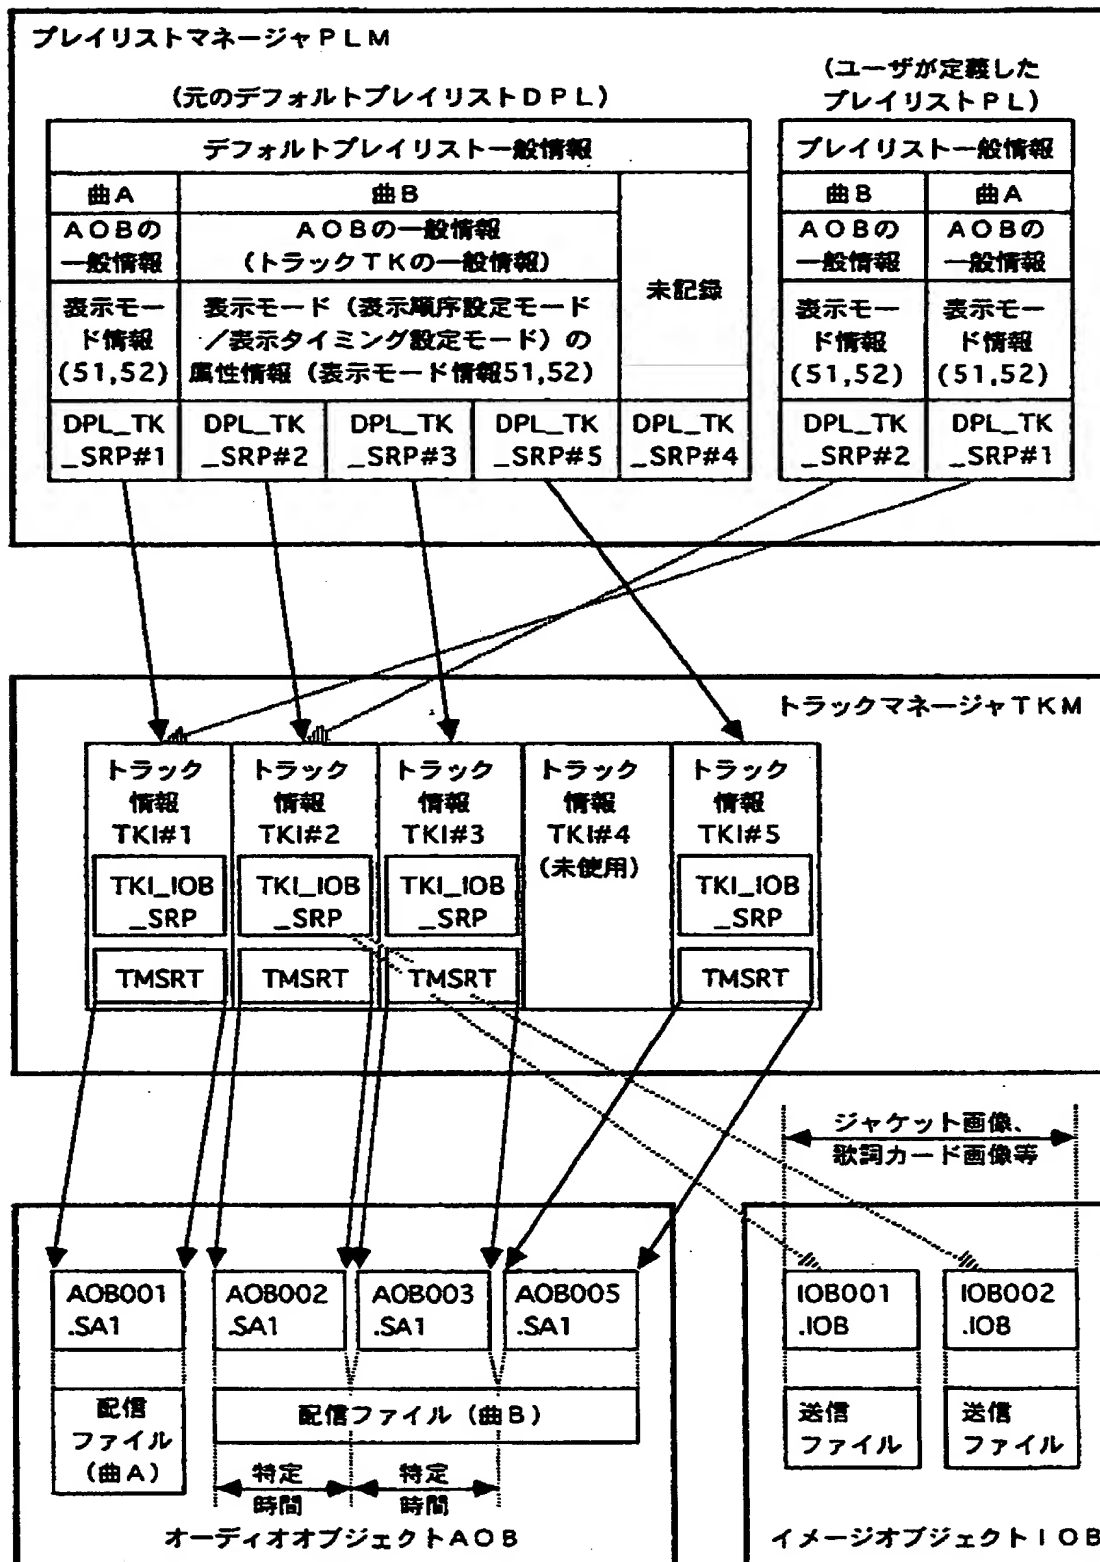 プレイリストマネージャＰＬＭ
（元のデフォルトプレイリストＤＰＬ）
（ユーザが定義した
プレイリストＰＬ）
デフォルトプレイリスト一般情報
曲Ａ
曲Ｂ
ＡＯＢの
一般情報
ＡＯＢの一般情報
（トラックＴＫの一般情報）
未記録
表示モー
ド情報
(51,52)
表示モード（表示順序設定モード
／表示タイミング設定モード）の
属性情報（表示モード情報51,52）
DPL_TK
_SRP#1
DPL_TK
_SRP#2
DPL_TK
_SRP#3
DPL_TK
_SRP#5
DPL_TK
_SRP#4
プレイリスト一般情報
曲Ｂ
曲Ａ
ＡＯＢの
一般情報
ＡＯＢの
一般情報
表示モー
ド情報
(51,52)
表示モー
ド情報
(51,52)
DPL_TK
_SRP#2
DPL_TK
_SRP#1
トラックマネージャＴＫＭ
トラック
情報
TKI#1
TKI_IOB
_SRP
TMSRT
トラック
情報
TKI#2
TKI_IOB
_SRP
TMSRT
トラック
情報
TKI#3
TKI_IOB
_SRP
TMSRT
トラック
情報
TKI#4
（未使用）
トラック
情報
TKI#5
TKI_IOB
_SRP
TMSRT
ジャケット画像、
歌詞カード画像等
AOB001
.SA1
AOB002
.SA1
AOB003
.SA1
AOB005
.SA1
配信
ファイル
（曲Ａ）
配信ファイル（曲Ｂ）
特定
時間
特定
時間
オーディオオブジェクトＡＯＢ
IOB001
.IOB
IOB002
.IOB
送信
ファイル
送信
ファイル
イメージオブジェクトＩＯＢ